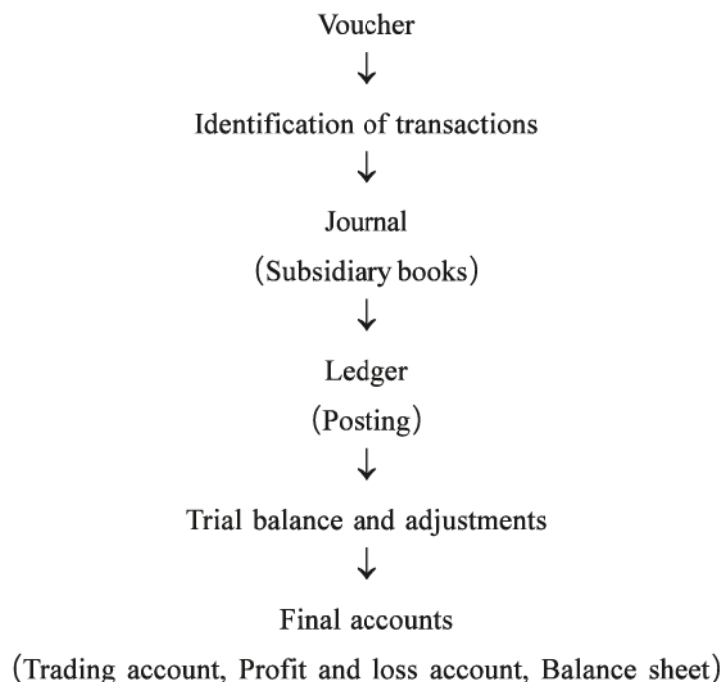 Voucher
↓
Identification of transactions
↓
Journal
(Subsidiary books)
↓
Ledger
(Posting)
↓
Trial balance and adjustments
↓
Final accounts
(Trading account, Profit and loss account, Balance sheet)